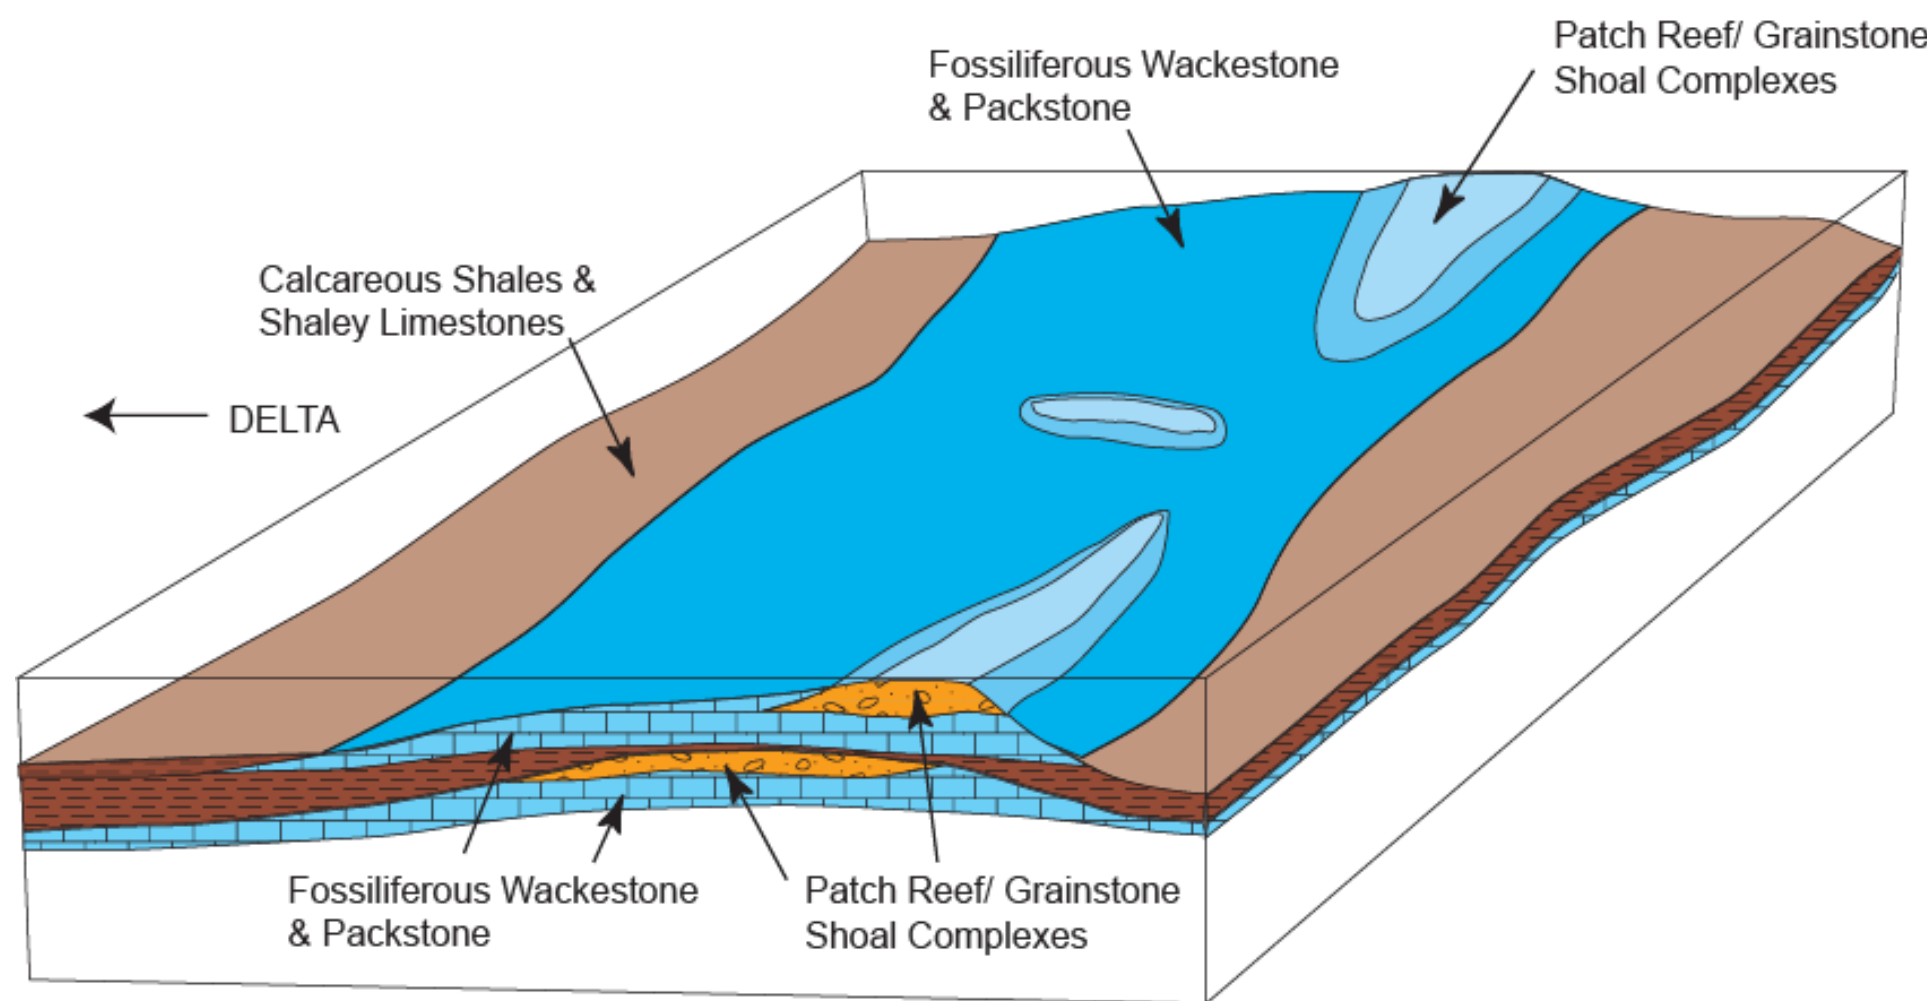 Patch Reef/ Grainstone
Shoal Complexes
Fossiliferous Wackestone
& Packstone
Calcareous Shales &
Shaley Limestones
DELTA
Fossiliferous Wackestone
& Packstone
Patch Reef/ Grainstone
Shoal Complexes